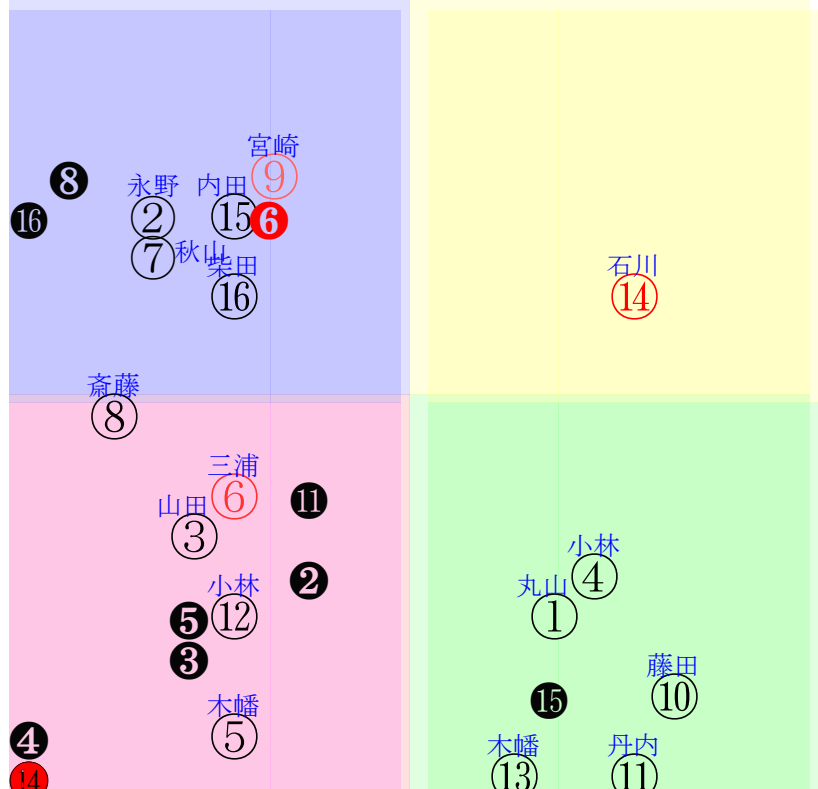 宮崎
⑨
❽
永野
内田
⓰
②
⑮
❻
⑦
秋山
柴田
⑯
石川
⑭
斎藤
⑧
三浦
⑥
⓫
山田
③
小林
④
❷
小林
⑫
丸山
①
❺
❸
藤田
⑩
⓯
木幡
⑤
❹
木幡
⑬
丹内
⑪